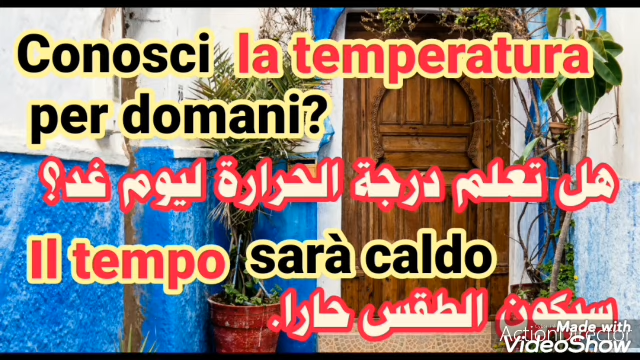 Conosci la temperatura
per domani?
هل تعلم درجة الحرارة ليوم غد؟
Il tempo sarà caldo
سيكون الطقس حارا.
Made with
ActionDirector
VideoShow